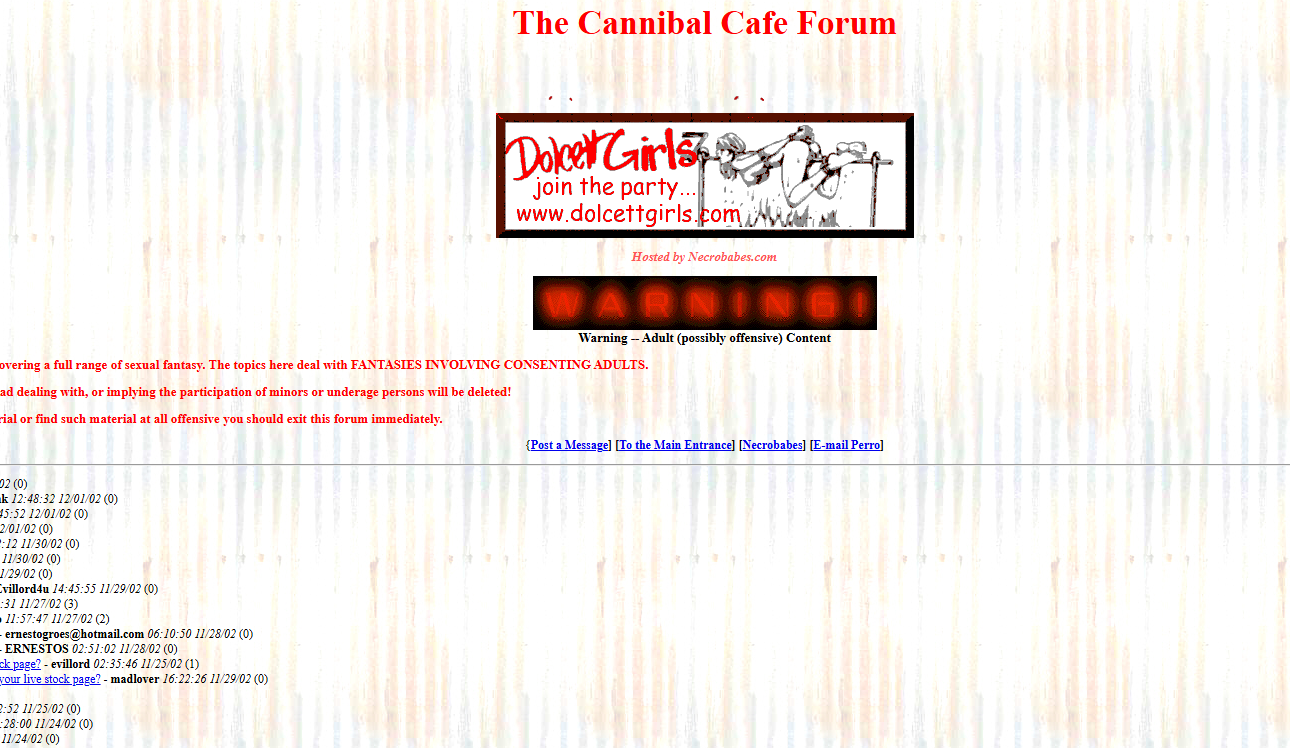 The Cannibal Cafe Forum
Dolcett Girls
join the party...
www.dolcettgirls.com
Hosted by Necrobabes.com
WARNING!
Warning -- Adult (possibly offensive) Content
overing a full range of sexual fantasy. The topics here deal with FANTASIES INVOLVING CONSENTING ADULTS.
ad dealing with, or implying the participation of minors or underage persons will be deleted!
rial or find such material at all offensive you should exit this forum immediately.
{Post a Message] [To the Main Entrance] [Necrobabes] [E-mail Perro]
02 (0)
ak 12:48:32 12/01/02 (0)
45:52 12/01/02 (0)
2/01/02 (0)
:12 11/30/02 (0)
11/30/02 (0)
1/29/02 (0)
Evillord4u 14:45:55 11/29/02 (0)
:31 11/27/02 (3)
11:57:47 11/27/02 (2)
- ernestogroes@hotmail.com 06:10:50 11/28/02 (0)
- ERNESTOS 02:51:02 11/28/02 (0)
ck page? - evillord 02:35:46 11/25/02 (1)
your live stock page? - madlover 16:22:26 11/29/02 (0)
2:52 11/25/02 (0)
:28:00 11/24/02 (0)
11/24/02 (0)